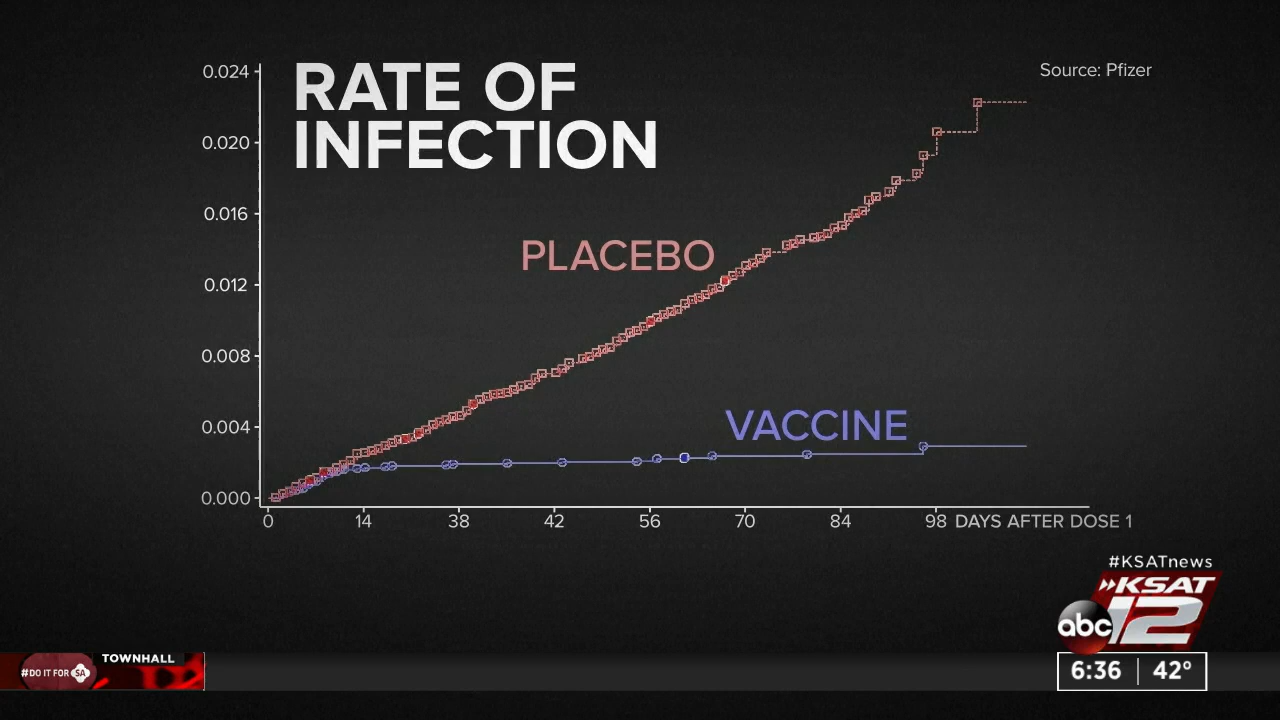 RATE OF
INFECTION
Source: Pfizer
0.024
0.020
0.016
0.012
0.008
0.004
0.000
PLACEBO
VACCINE
0 14 38 42 56 70 84 98 DAYS AFTER DOSE 1
#KSATnews
KSAT
abc 12
#DO IT FOR SA
TOWNHALL
6:36 42°